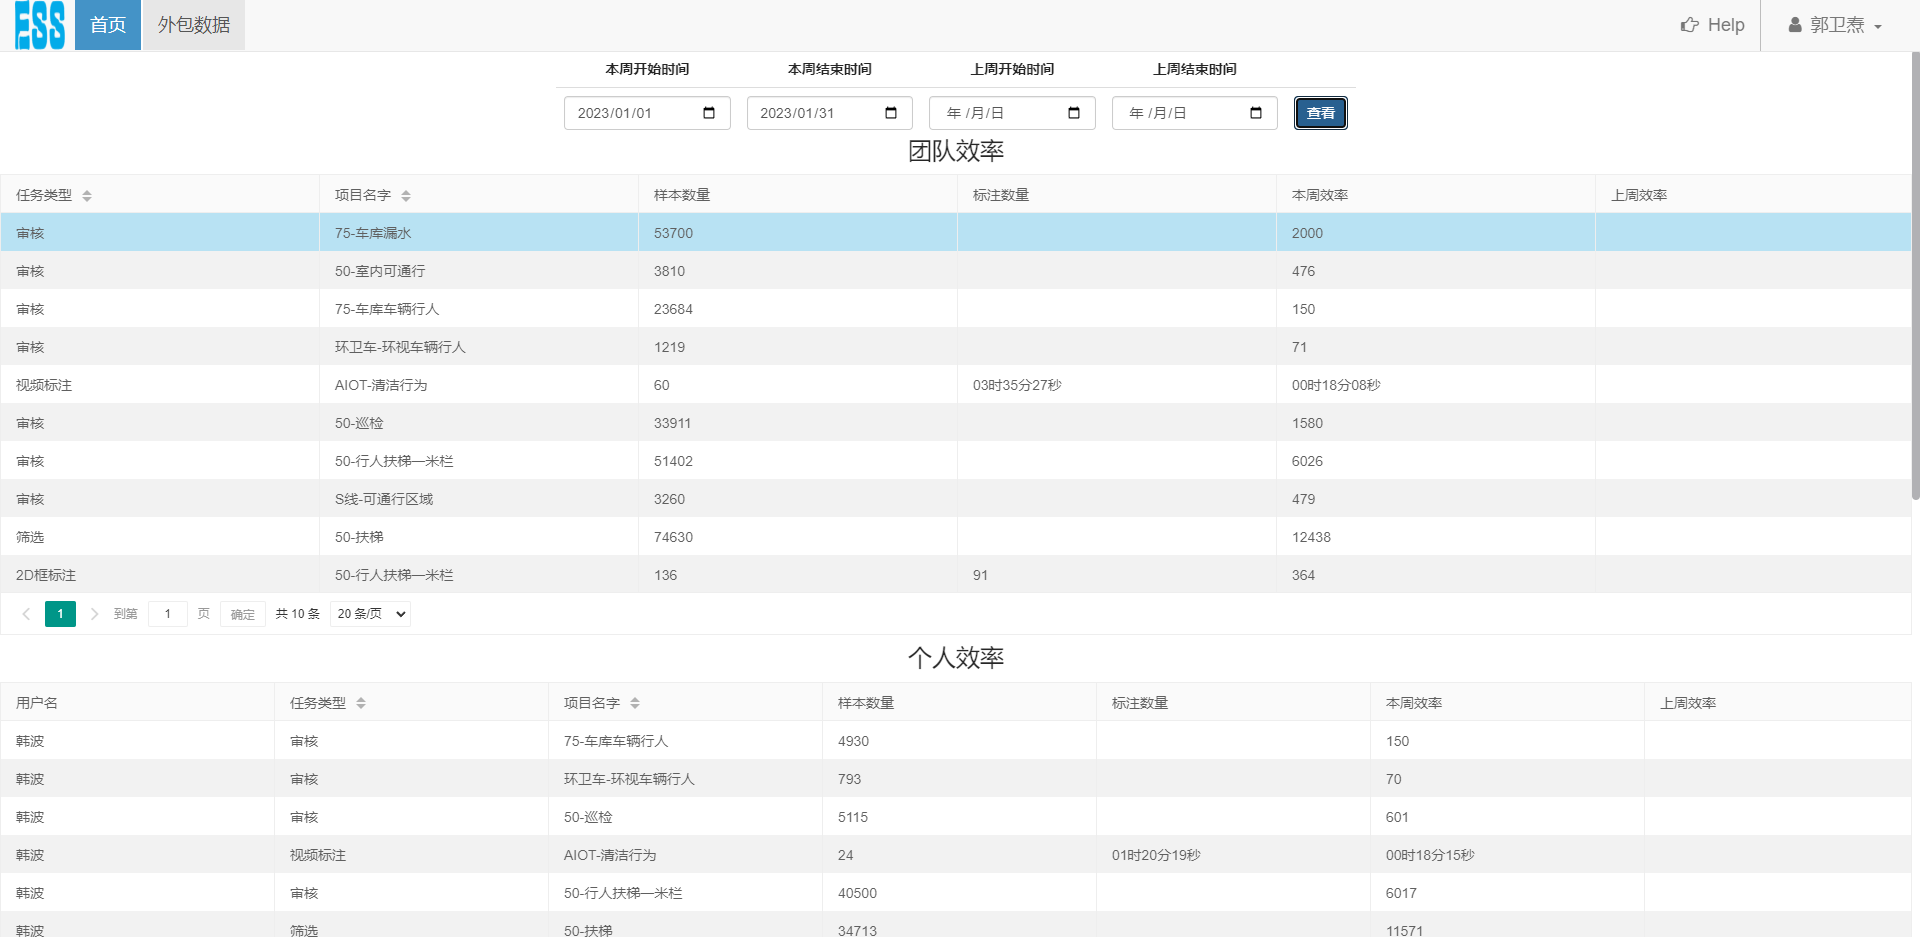 ESS 首页 外包数据 Help 郭卫焘
本周开始时间 本周结束时间 上周开始时间 上周结束时间
2023/01/01 2023/01/31 年 /月/日 年 /月/日 查看
团队效率
任务类型 项目名字 样本数量 标注数量 本周效率 上周效率
审核 75-车库漏水 53700 2000
审核 50-室内可通行 3810 476
审核 75-车库车辆行人 23684 150
审核 环卫车-环视车辆行人 1219 71
视频标注 AIOT-清洁行为 60 03时35分27秒 00时18分08秒
审核 50-巡检 33911 1580
审核 50-行人扶梯一米栏 51402 6026
审核 S线-可通行区域 3260 479
筛选 50-扶梯 74630 12438
2D框标注 50-行人扶梯一米栏 136 91 364
1 到第 1 页 确定 共 10 条 20 条/页
个人效率
用户名 任务类型 项目名字 样本数量 标注数量 本周效率 上周效率
韩波 审核 75-车库车辆行人 4930 150
韩波 审核 环卫车-环视车辆行人 793 70
韩波 审核 50-巡检 5115 601
韩波 视频标注 AIOT-清洁行为 24 01时20分19秒 00时18分15秒
韩波 审核 50-行人扶梯一米栏 40500 6017
韩波 筛选 50-扶梯 34713 11571